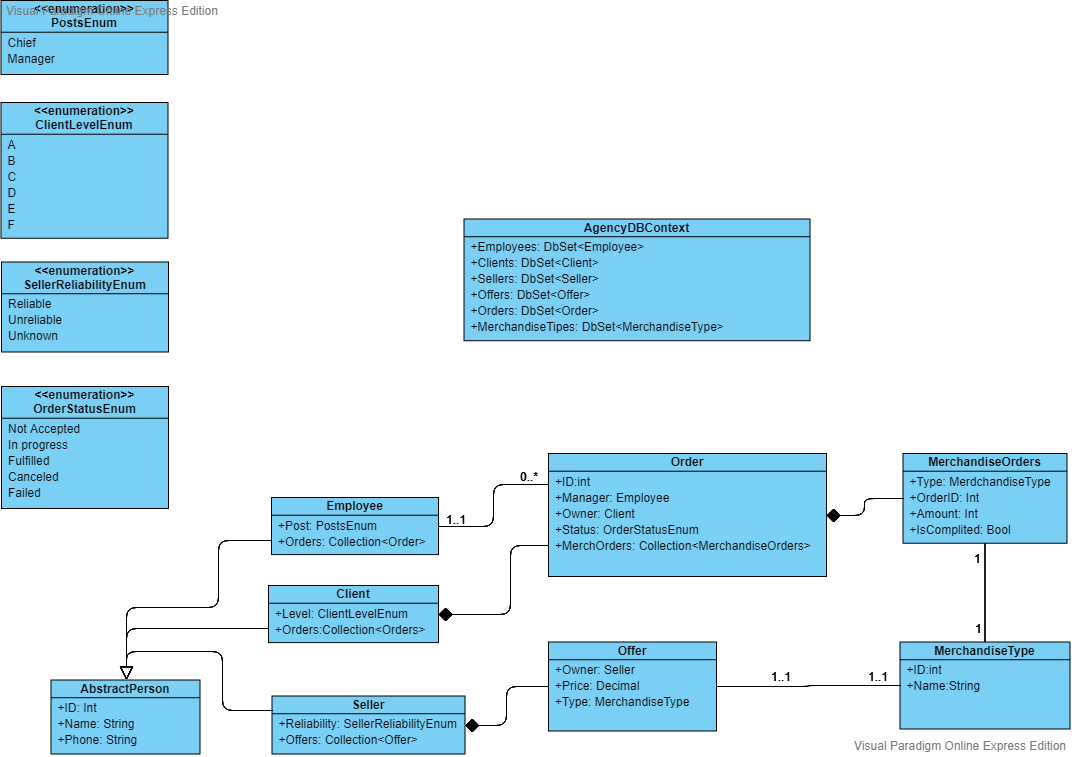 Visual Paradigm Online Express Edition
<<enumeration>>
PostsEnum
Chief
Manager
<<enumeration>>
ClientLevelEnum
A
B
C
D
E
F
<<enumeration>>
SellerReliabilityEnum
Reliable
Unreliable
Unknown
<<enumeration>>
OrderStatusEnum
Not Accepted
In progress
Fulfilled
Canceled
Failed
AgencyDBContext
+Employees: DbSet<Employee>
+Clients: DbSet<Client>
+Sellers: DbSet<Seller>
+Offers: DbSet<Offer>
+Orders: DbSet<Order>
+MerchandiseTipes: DbSet<MerchandiseType>
Employee
+Post: PostsEnum
+Orders: Collection<Order>
1..1
0..*
Order
+ID:int
+Manager: Employee
+Owner: Client
+Status: OrderStatusEnum
+MerchOrders: Collection<MerchandiseOrders>
MerchandiseOrders
+Type: MerdchandiseType
+OrderID: Int
+Amount: Int
+IsComplited: Bool
1
1
Client
+Level: ClientLevelEnum
+Orders:Collection<Orders>
AbstractPerson
+ID: Int
+Name: String
+Phone: String
Seller
+Reliability: SellerReliabilityEnum
+Offers: Collection<Offer>
Offer
+Owner: Seller
+Price: Decimal
+Type: MerchandiseType
1..1
1..1
MerchandiseType
+ID:int
+Name:String
Visual Paradigm Online Express Edition